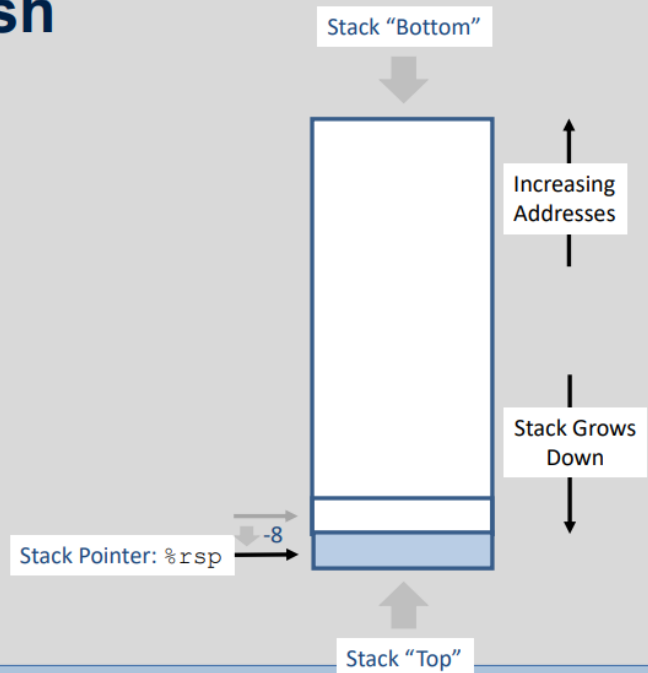 sh
Stack “Bottom”
Increasing
Addresses
Stack Grows
Down
-8
Stack Pointer: %rsp
Stack “Top”